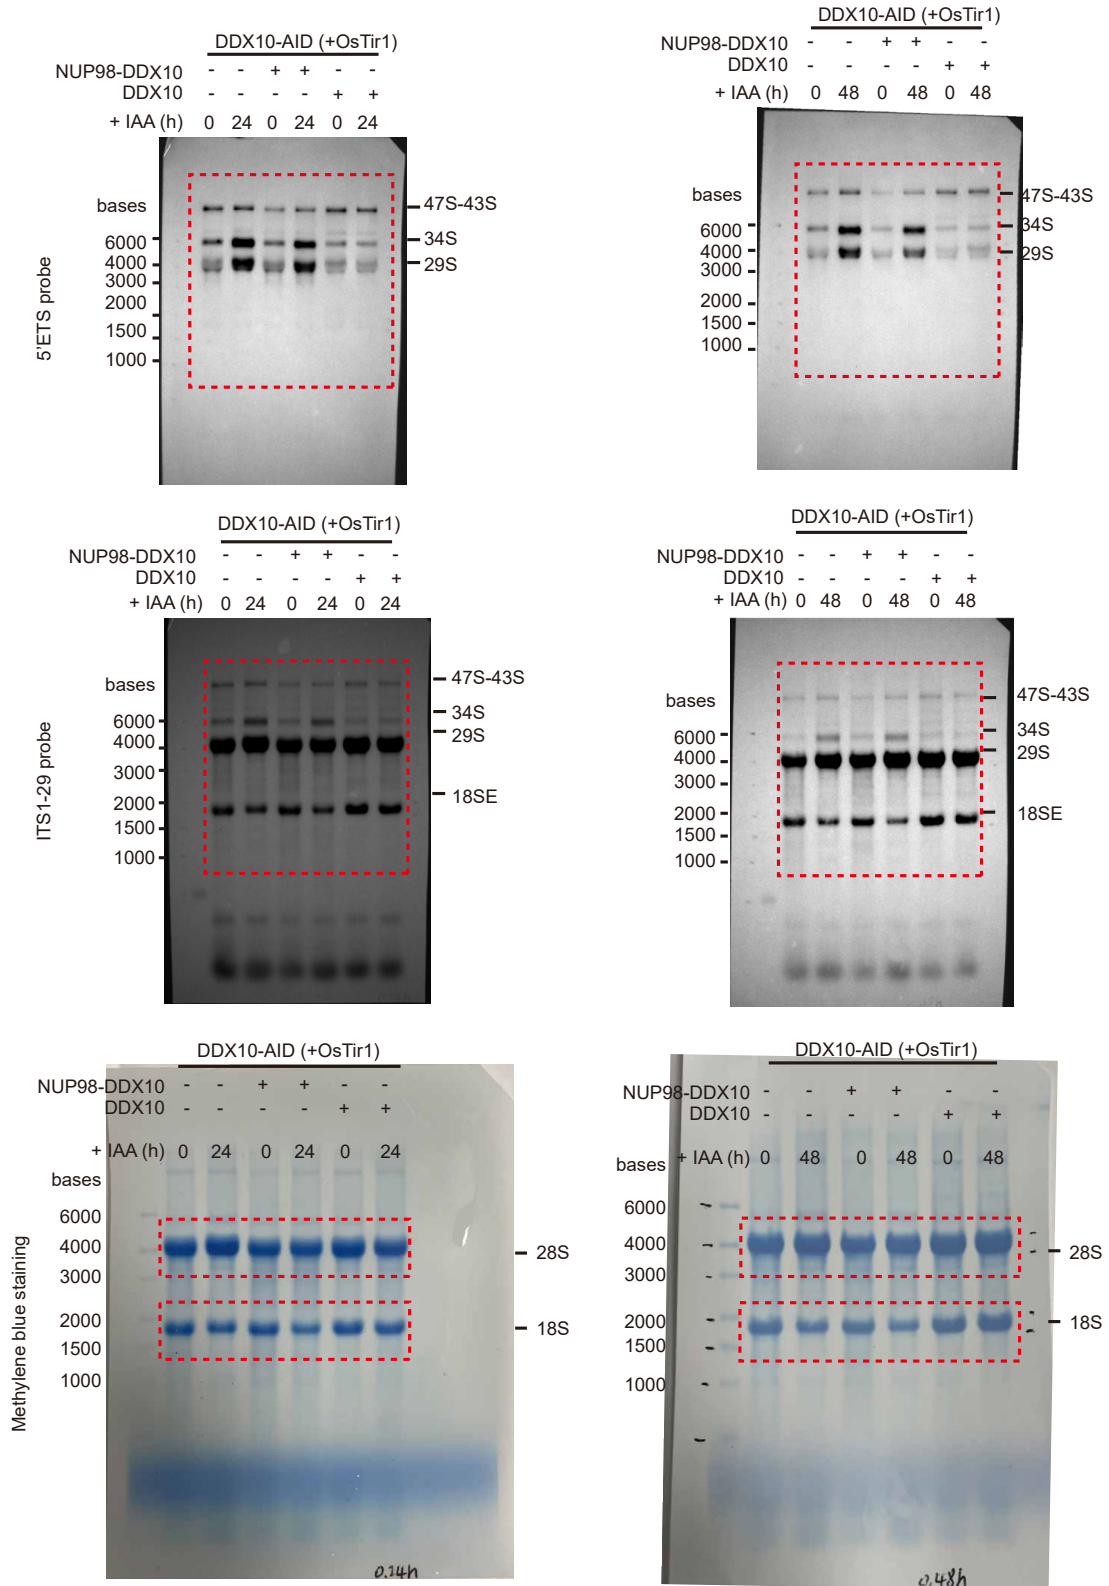 DDX10-AID (+OsTir1)
NUP98-DDX10 - - + + - -
DDX10 - - - - + +
+ IAA (h) 0 24 0 24 0 24
5'ETS probe
bases
6000
4000
3000
2000
1500
1000
47S-43S
34S
29S
DDX10-AID (+OsTir1)
NUP98-DDX10 - - + +
DDX10 - - - - + +
+ IAA (h) 0 48 0 48 0 48
bases
6000
4000
3000
2000
1500
1000
47S-43S
34S
29S
DDX10-AID (+OsTir1)
NUP98-DDX10 - - + + - -
DDX10 - - - - + +
+ IAA (h) 0 24 0 24 0 24
ITS1-29 probe
bases
6000
4000
3000
2000
1500
1000
47S-43S
34S
29S
18SE
DDX10-AID (+OsTir1)
NUP98-DDX10 - - + + - -
DDX10 - - - - + +
+ IAA (h) 0 48 0 48 0 48
bases
6000
4000
3000
2000
1500
1000
47S-43S
34S
29S
18SE
DDX10-AID (+OsTir1)
NUP98-DDX10 - - + + - -
DDX10 - - - - + +
+ IAA (h) 0 24 0 24 0 24
Methylene blue staining
bases
6000
4000
3000
2000
1500
1000
28S
18S
0.24h
DDX10-AID (+OsTir1)
NUP98-DDX10 - - + + - -
DDX10 - - - - + +
+ IAA (h) 0 48 0 48 0 48
bases
6000
4000
3000
2000
1500
1000
28S
18S
0.48h